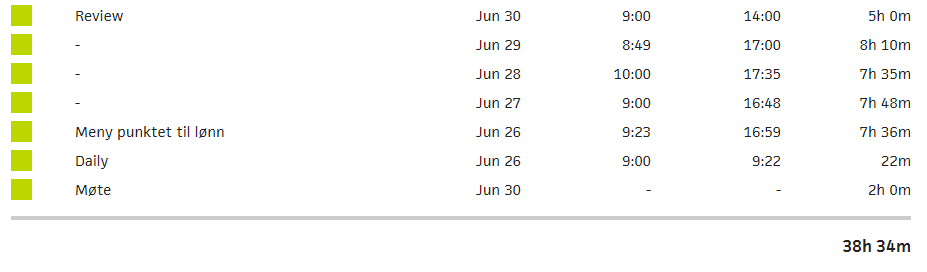 Review Jun 30 9:00 14:00 5h 0m
- Jun 29 8:49 17:00 8h 10m
- Jun 28 10:00 17:35 7h 35m
- Jun 27 9:00 16:48 7h 48m
Meny punktet til lønn Jun 26 9:23 16:59 7h 36m
Daily Jun 26 9:00 9:22 22m
Møte Jun 30 - - 2h 0m
38h 34m